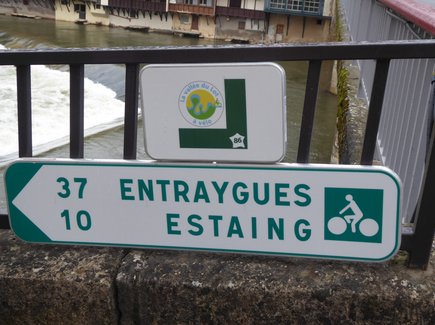 La vallée du Lot
à vélo
86
37 ENTRAYGUES
10 ESTAING